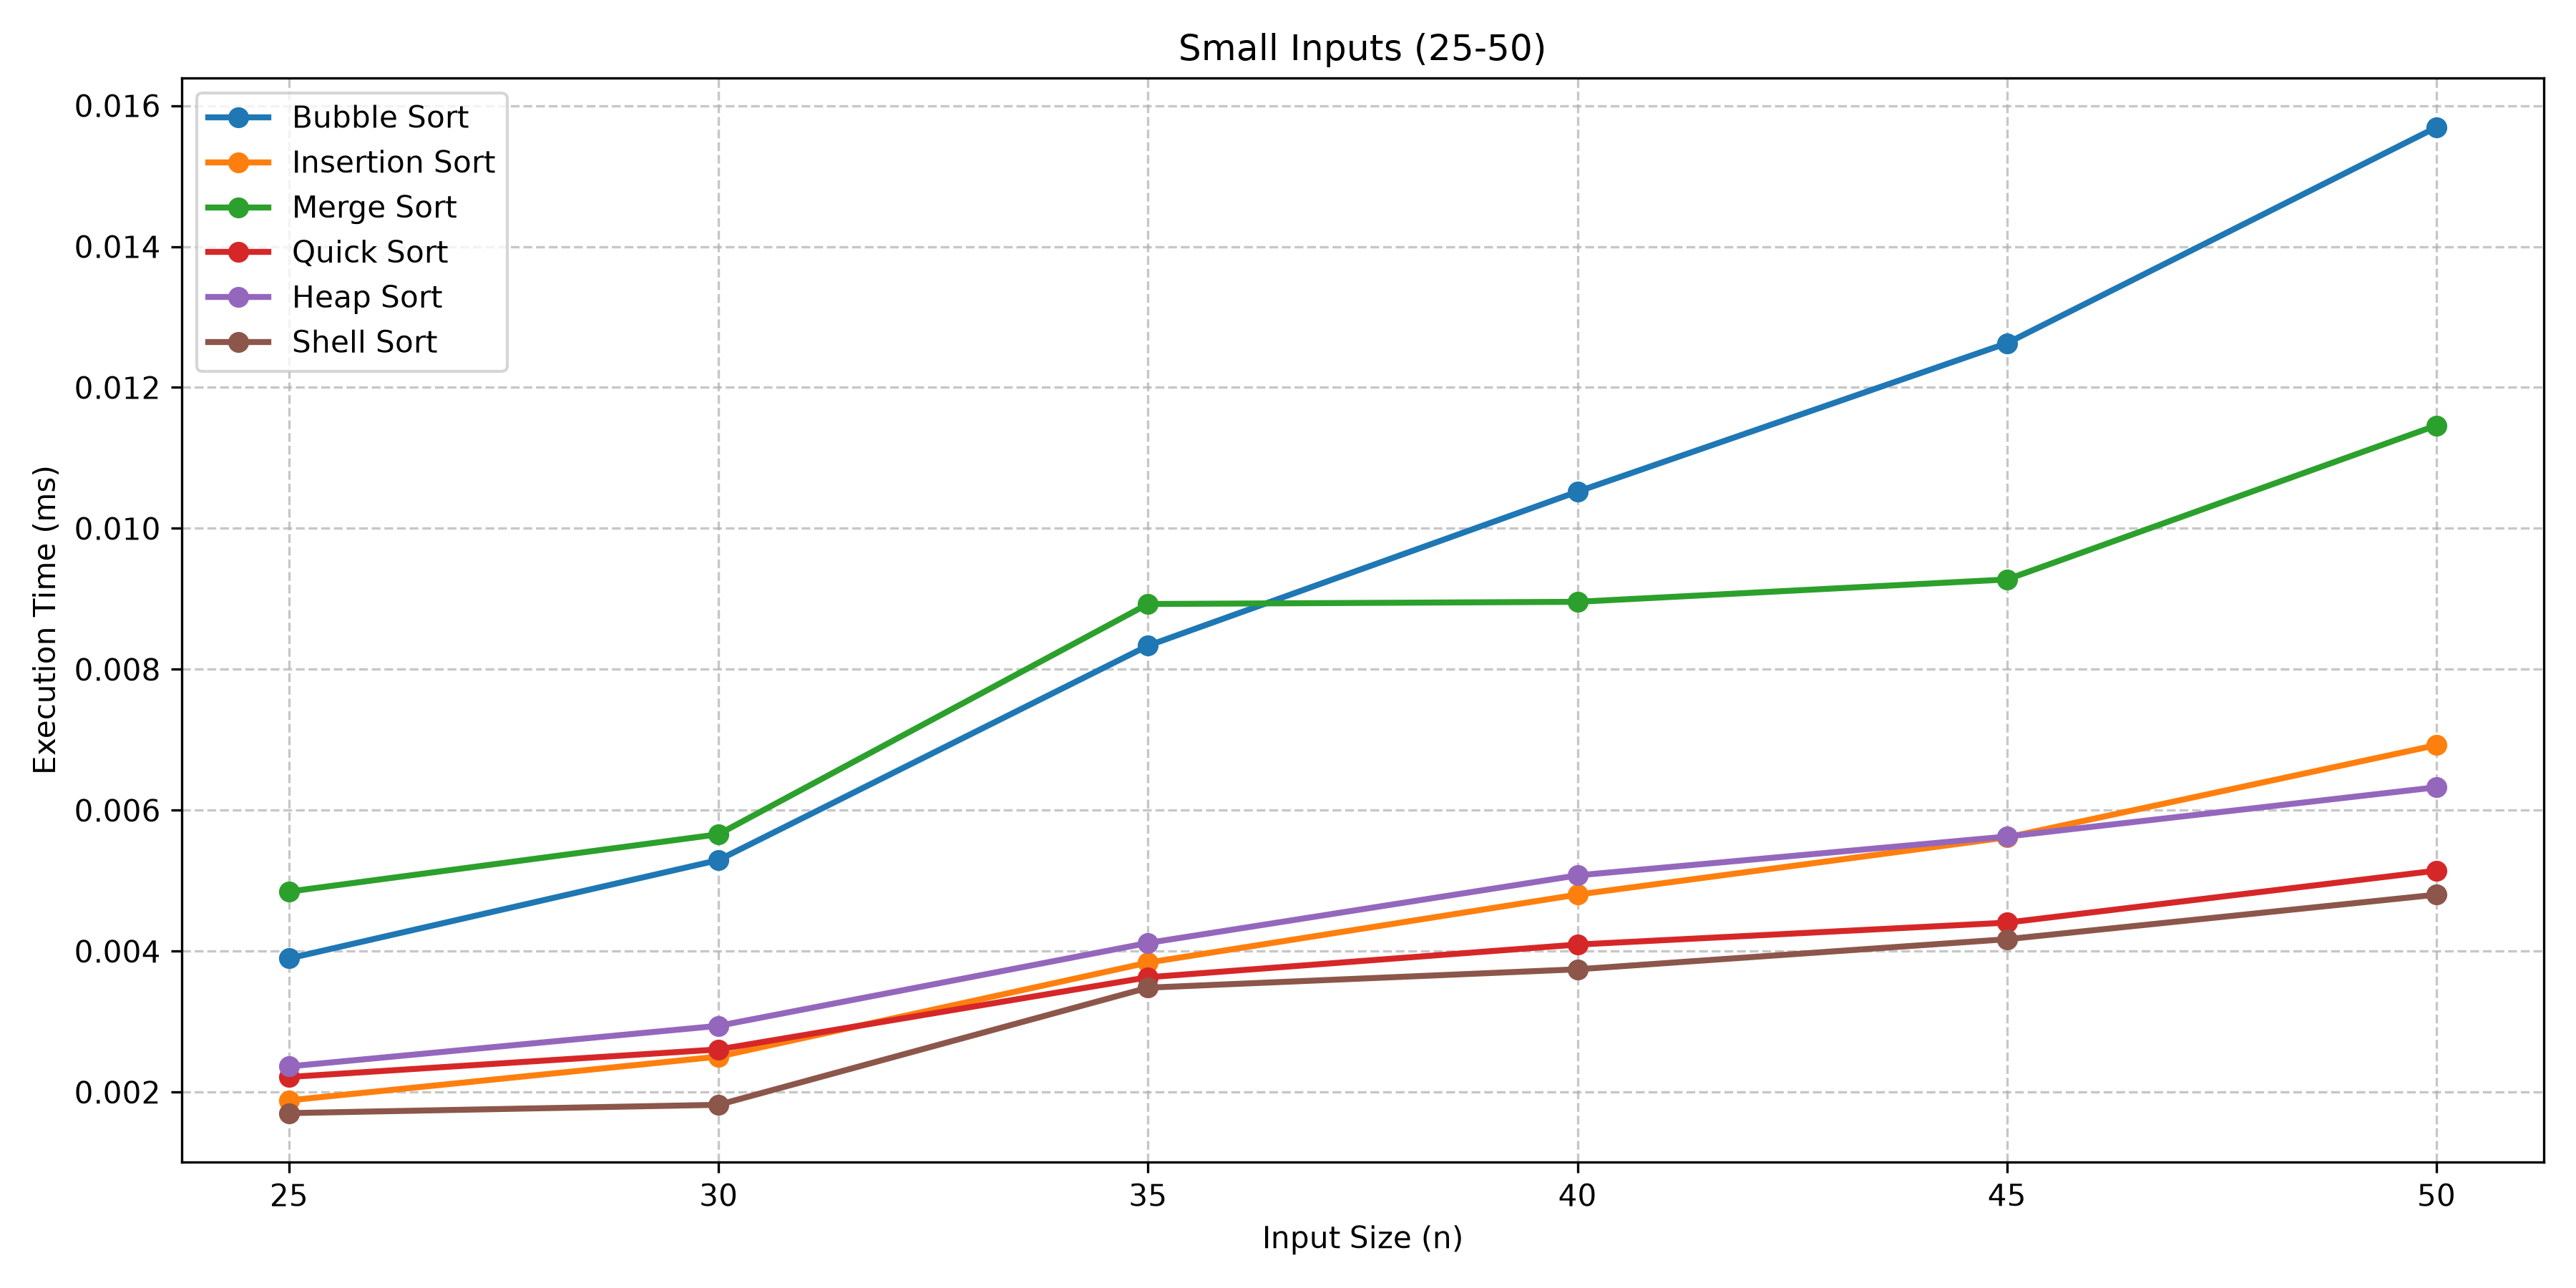 Small Inputs (25-50)
Bubble Sort
Insertion Sort
Merge Sort
Quick Sort
Heap Sort
Shell Sort
Execution Time (ms)
0.016
0.014
0.012
0.010
0.008
0.006
0.004
0.002
25 30 35 40 45 50
Input Size (n)